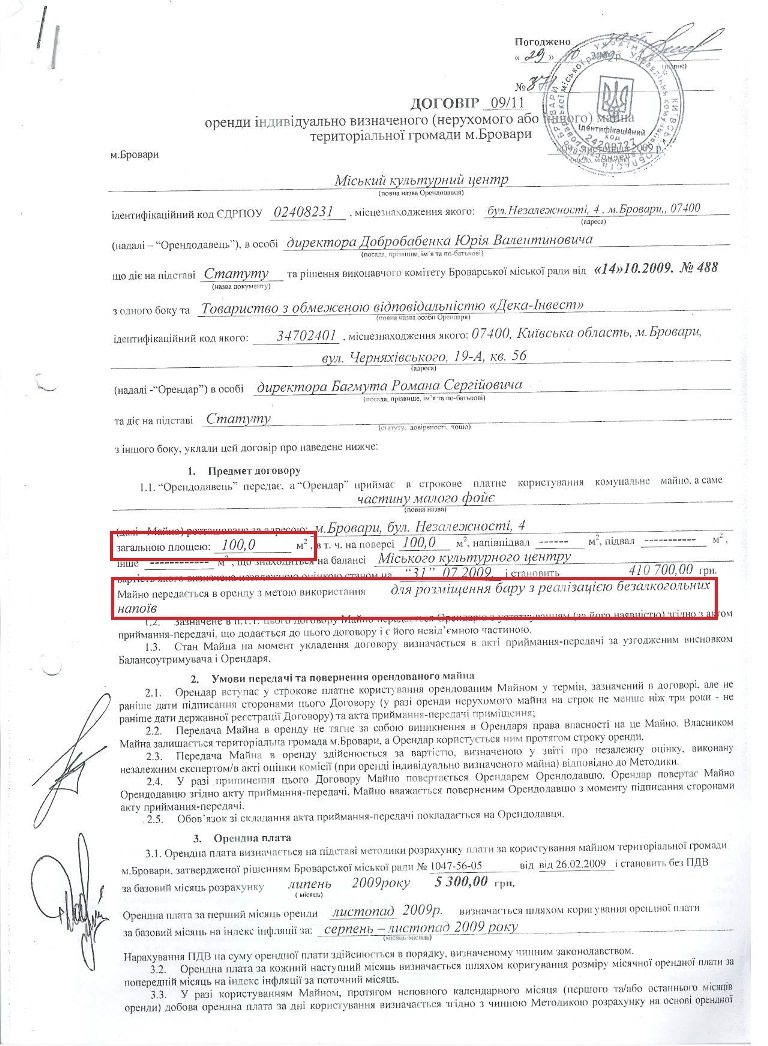 Погоджено
« 29 » 10 2009р.
№ 371
ДОГОВІР 09/11
оренди індивідуально визначеного (нерухомого або іншого) майна
територіальної громади м.Бровари
м.Бровари 2009 р.
Міський культурний центр
(повна назва Орендодавця)
ідентифікаційний код ЄДРПОУ 02408231 , місцезнаходження якого: бул.Незалежності, 4 , м.Бровари,, 07400
(адреса)
(надалі – “Орендодавець”), в особі директора Добробабенка Юрія Валентиновича
(посада, прізвище, ім’я та по-батькові)
що діє на підставі Статуту та рішення виконавчого комітету Броварської міської ради від «14»10.2009. № 488
(назва документу)
з одного боку та Товариство з обмеженою відповідальністю «Дека-Інвест»
(повна назва особи Орендаря)
ідентифікаційний код якого: 34702401 , місцезнаходження якого: 07400, Київська область, м.Бровари,
вул. Черняхівського, 19-А, кв. 56
(адреса)
(надалі -“Орендар”) в особі директора Багмута Романа Сергійовича
(посада, прізвище, ім’я та по-батькові)
та діє на підставі Статуту
(статуту, довіреності, тощо)
з іншого боку, уклали цей договір про наведене нижче:
1. Предмет договору
1.1. “Орендодавець” передає, а “Орендар” приймає в строкове платне користування комунальне майно, а саме
частину малого фойє
(повна назва)
(далі - Майно) розташоване за адресою: м.Бровари, бул. Незалежності, 4
загальною площею: 100,0 м2, в т. ч. на поверсі 100,0 м2, напівпідвал ------ м2, підвал ----------- м2,
інше ------------ м2, що знаходиться на балансі Міського культурного центру
вартість якого визначена незалежною оцінкою станом на “31” 07.2009 і становить 410 700,00 грн.
Майно передається в оренду з метою використання для розміщення бару з реалізацією безалкогольних
напоїв
1.2. Зазначене в п.1.1. цього договору Майно передається Орендарю з устаткуванням (за його наявністю) згідно з актом
приймання-передачі, що додається до цього договору і є його невід’ємною частиною.
1.3. Стан Майна на момент укладення договору визначається в акті приймання-передачі за узгодженим висновком
Балансоутримувача і Орендаря.
2. Умови передачі та повернення орендованого майна
2.1. Орендар вступає у строкове платне користування орендованим Майном у термін, зазначений в договорі, але не
раніше дати підписання сторонами цього Договору (у разі оренди нерухомого майна на строк не менше ніж три роки - не
раніше дати державної реєстрації Договору) та акта приймання-передачі приміщення;
2.2. Передача Майна в оренду не тягне за собою виникнення в Орендаря права власності на це Майно. Власником
Майна залишається територіальна громада м.Бровари, а Орендар користується ним протягом строку оренди.
2.3. Передача Майна в оренду здійснюється за вартістю, визначеною у звіті про незалежну оцінку, виконану
незалежним експертом/в акті оцінки комісії (при оренді індивідуально визначеного майна) відповідно до Методики.
2.4. У разі припинення цього Договору Майно повертається Орендарем Орендодавцю. Орендар повертає Майно
Орендодавцю згідно акту приймання-передачі. Майно вважається поверненим Орендодавцю з моменту підписання сторонами
акту приймання-передачі.
2.5. Обов’язок зі складання акта приймання-передачі покладається на Орендодавця.
3. Орендна плата
3.1. Орендна плата визначається на підставі методики розрахунку плати за користування майном територіальної громади
м.Бровари, затвердженої рішенням Броварської міської ради № 1047-56-05 від від 26.02.2009 і становить без ПДВ
за базовий місяць розрахунку липень 2009року 5 300,00 грн.
( місяць)
Орендна плата за перший місяць оренди листопад 2009р. визначається шляхом коригування орендної плати
за базовий місяць на індекс інфляції за: серпень – листопад 2009 року
(місяць-місяць)
Нарахування ПДВ на суму орендної плати здійснюється в порядку, визначеному чинним законодавством.
3.2. Орендна плата за кожний наступний місяць визначається шляхом коригування розміру місячної орендної плати за
попередній місяць на індекс інфляції за поточний місяць.
3.3. У разі користуванням Майном, протягом неповного календарного місяця (першого та/або останнього місяців
оренди) добова орендна плата за дні користування визначається згідно з чинною Методикою розрахунку на основі орендної